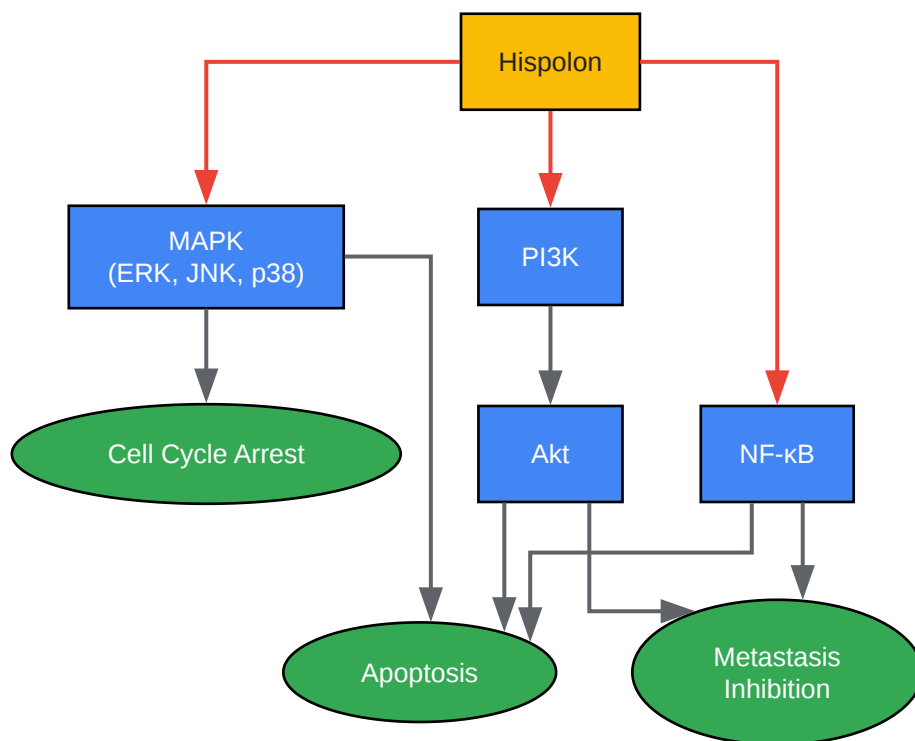 Hispolon
MAPK
(ERK, JNK, p38)
PI3K
Cell Cycle Arrest
Akt
NF-κB
Apoptosis
Metastasis
Inhibition